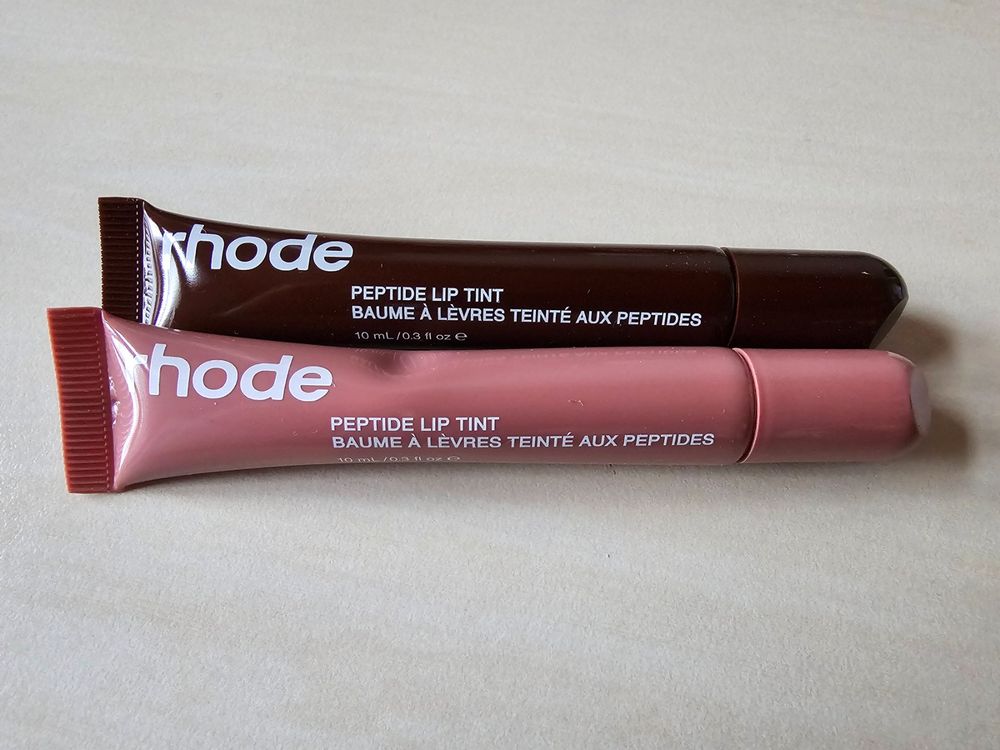 rhode
PEPTIDE LIP TINT
BAUME À LÈVRES TEINTÉ AUX PEPTIDES
10 mL / 0.3 fl oz ℮
rhode
PEPTIDE LIP TINT
BAUME À LÈVRES TEINTÉ AUX PEPTIDES
10 mL / 0.3 fl oz ℮